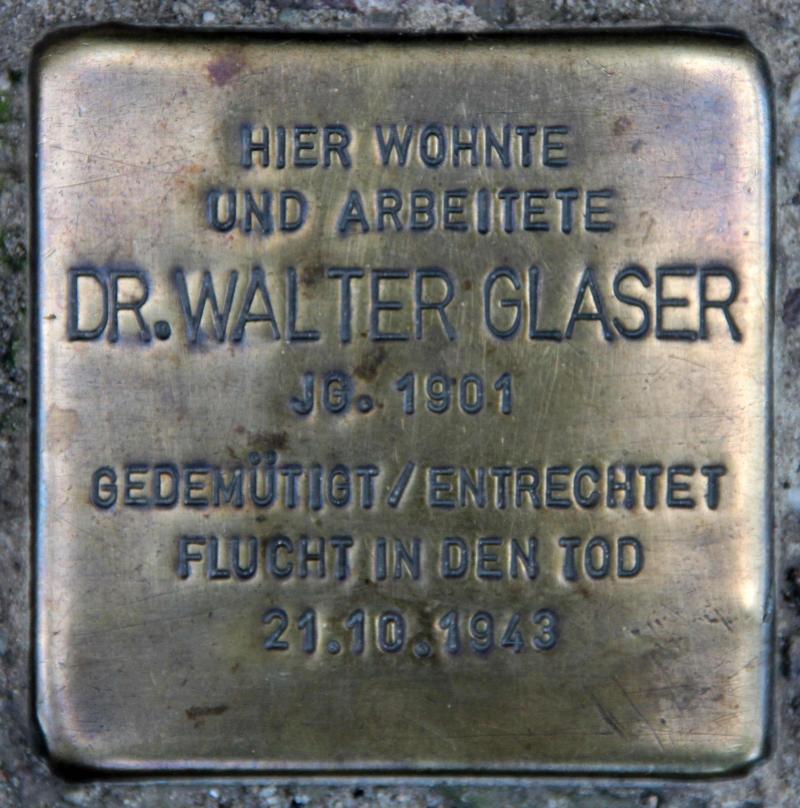 HIER WOHNTE
UND ARBEITETE
DR. WALTER GLASER
JG. 1901
GEDEMÜTIGT / ENTRECHTET
FLUCHT IN DEN TOD
21.10.1943